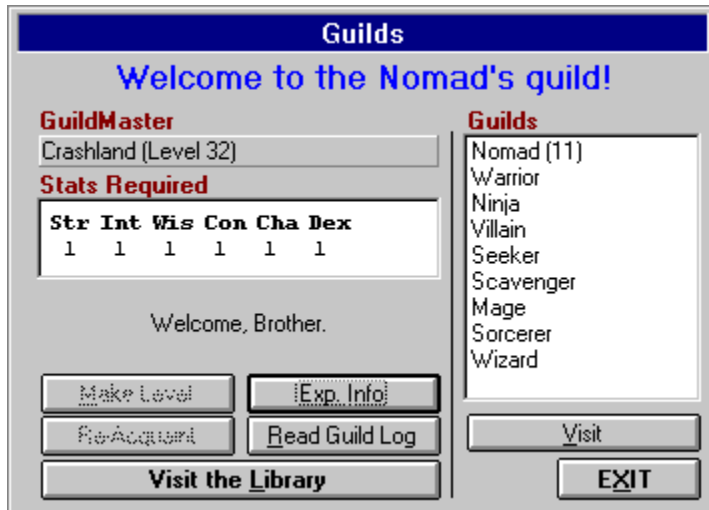 Guilds
Welcome to the Nomad's guild!
GuildMaster
Crashland (Level 32)
Stats Required
Str Int Wis Con Cha Dex
1 1 1 1 1 1
Welcome, Brother.
Make Level
Exp. Info
Re-Acquaint
Read Guild Log
Visit the Library
Guilds
Nomad (11)
Warrior
Ninja
Villain
Seeker
Scavenger
Mage
Sorcerer
Wizard
Visit
EXIT